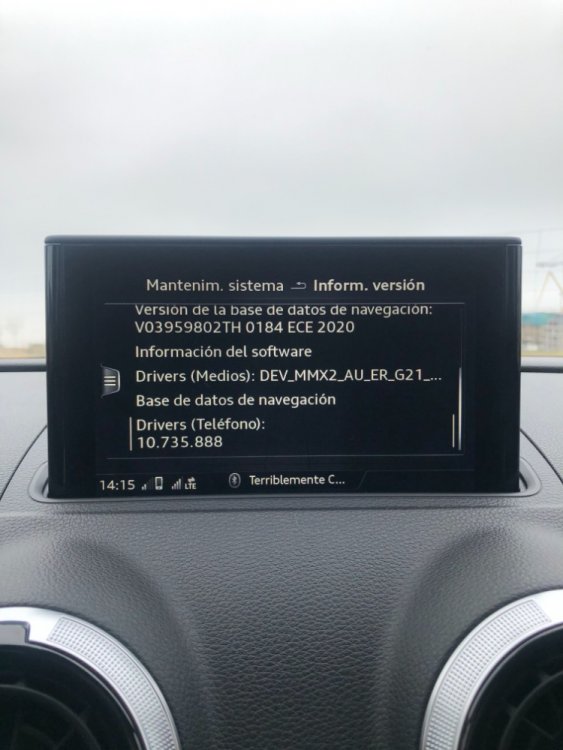 Mantenim. sistema Inform. versión
Versión de la base de datos de navegación:
V03959802TH 0184 ECE 2020
Información del software
Drivers (Medios): DEV_MMX2_AU_ER_G21_...
Base de datos de navegación
Drivers (Teléfono):
10.735.888
14:15 LTE Terriblemente C...